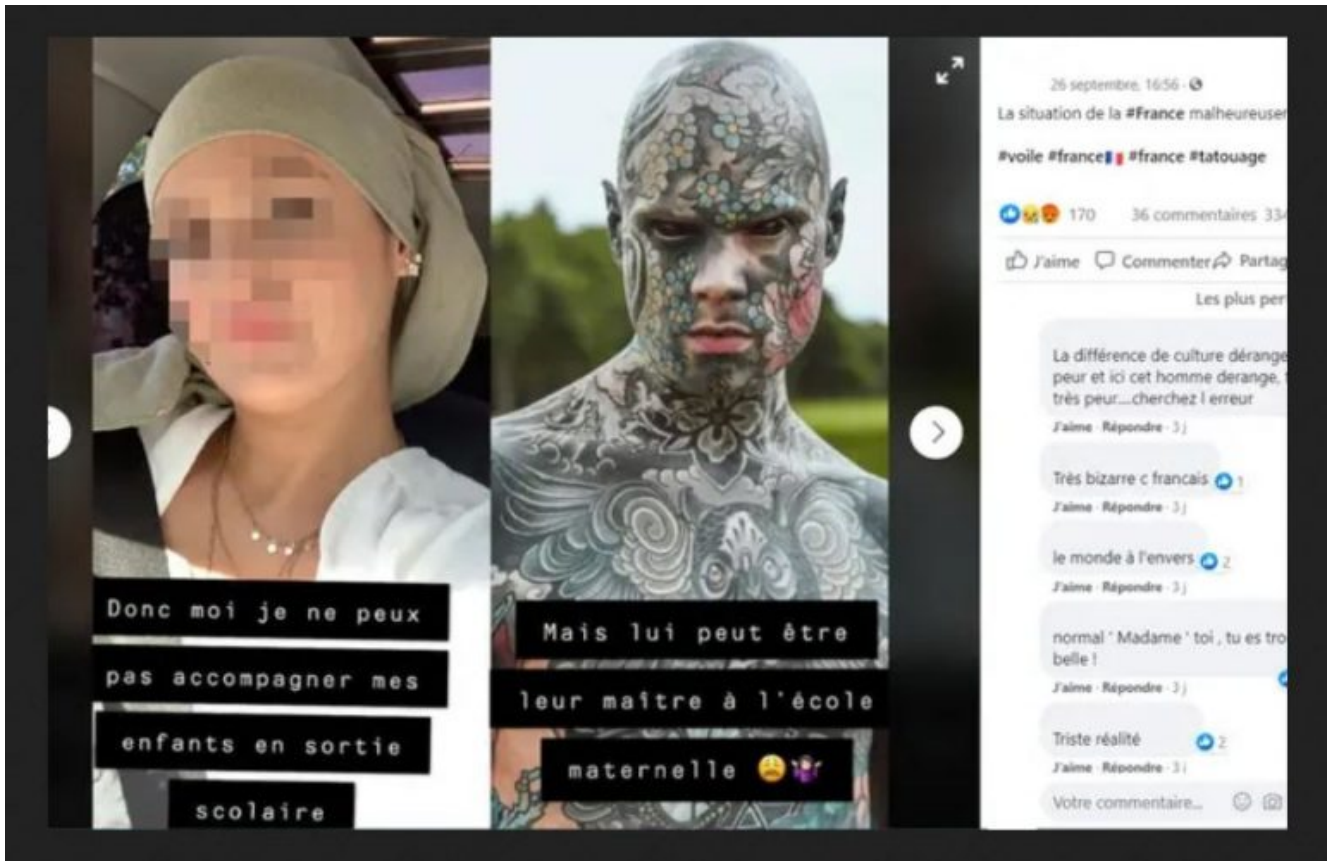 Donc moi je ne peux
pas accompagner mes
enfants en sortie
scolaire
Mais lui peut être
leur maître à l'école
maternelle 😩🤷🏻‍♀️
26 septembre, 16:56 ·
La situation de la #France
#voile #france🇫🇷 #france #tatouage
170 36 commentaires
J'aime Commenter
Les plus
La différence de culture dérange
peur et ici cet homme derange,
très peur....cherchez l erreur
J'aime · Répondre · 3 j
Très bizarre c francais 1
J'aime · Répondre · 3 j
le monde à l'envers 2
J'aime · Répondre · 3 j
normal ' Madame ' toi , tu es
belle !
J'aime · Répondre · 3 j
Triste réalité 2
J'aime · Répondre · 3 j
Votre commentaire...